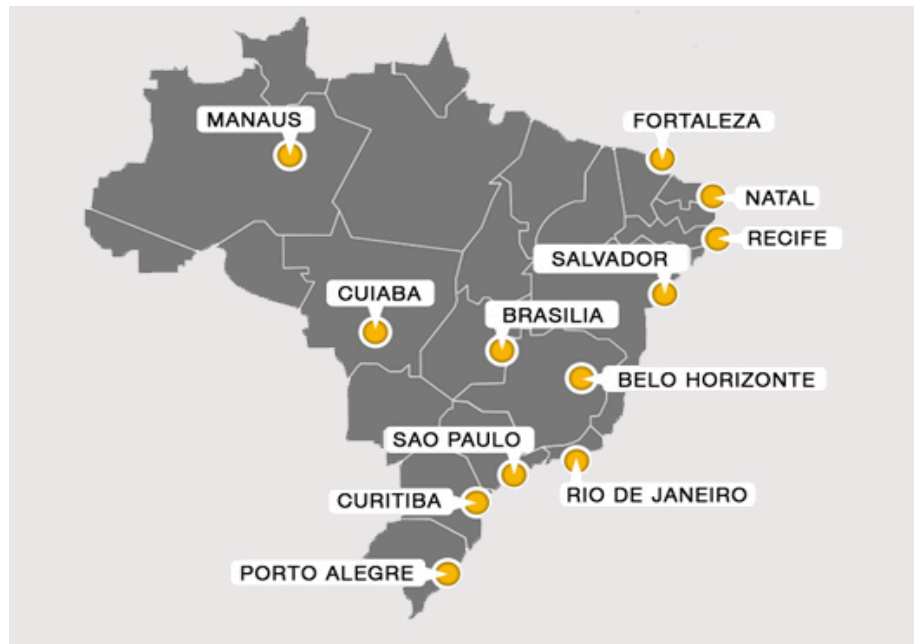 MANAUS
FORTALEZA
NATAL
RECIFE
SALVADOR
CUIABA
BRASILIA
BELO HORIZONTE
SAO PAULO
RIO DE JANEIRO
CURITIBA
PORTO ALEGRE